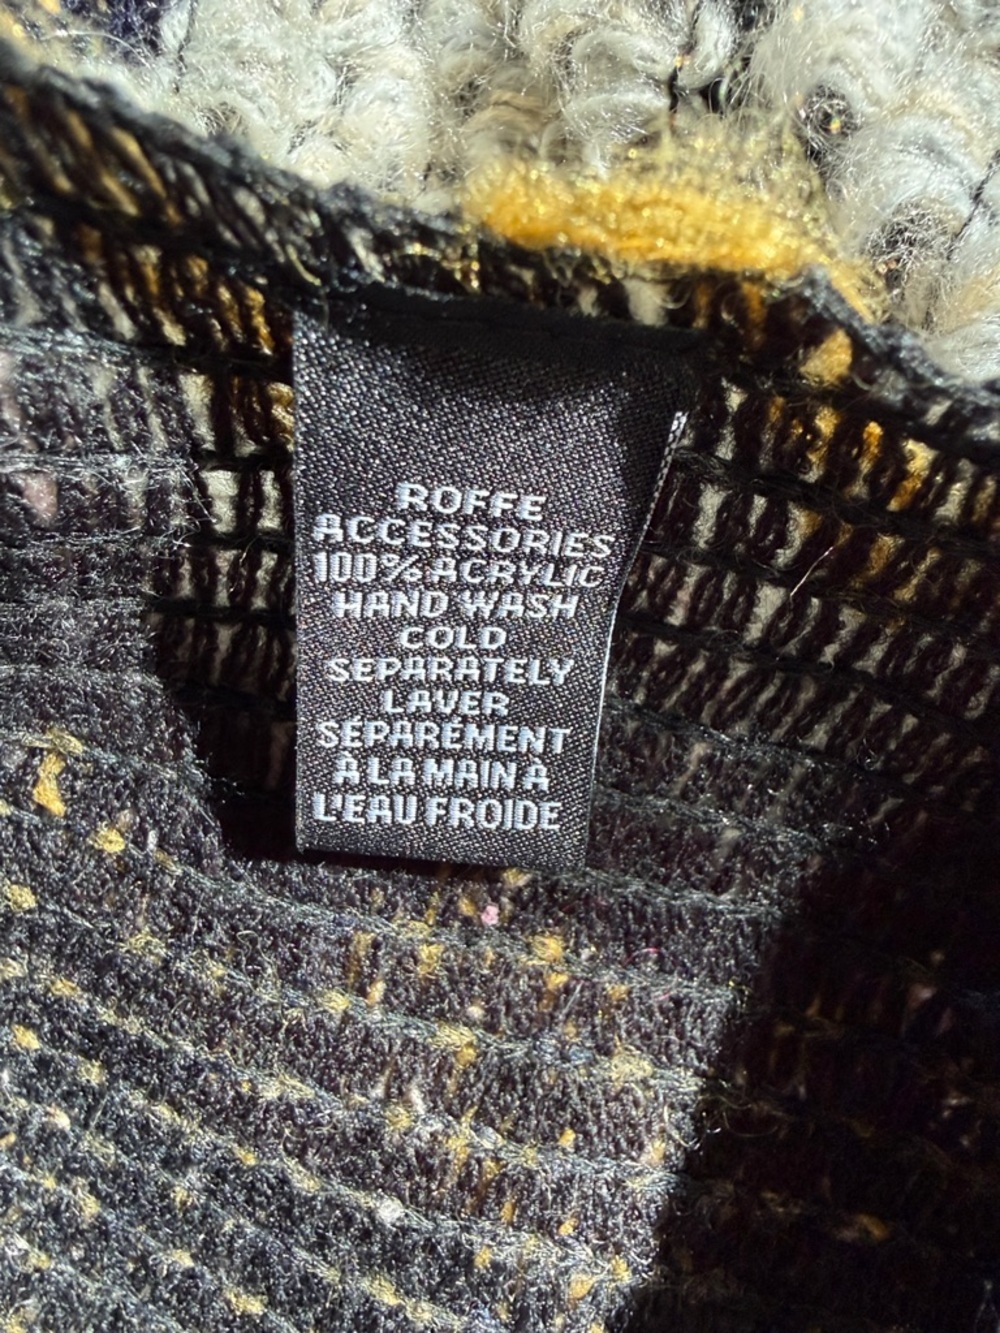 ROFFE
ACCESSORIES
100% ACRYLIC
HAND WASH
COLD
SEPARATELY
LAVER
SÉPARÉMENT
À LA MAIN À
L'EAU FROIDE